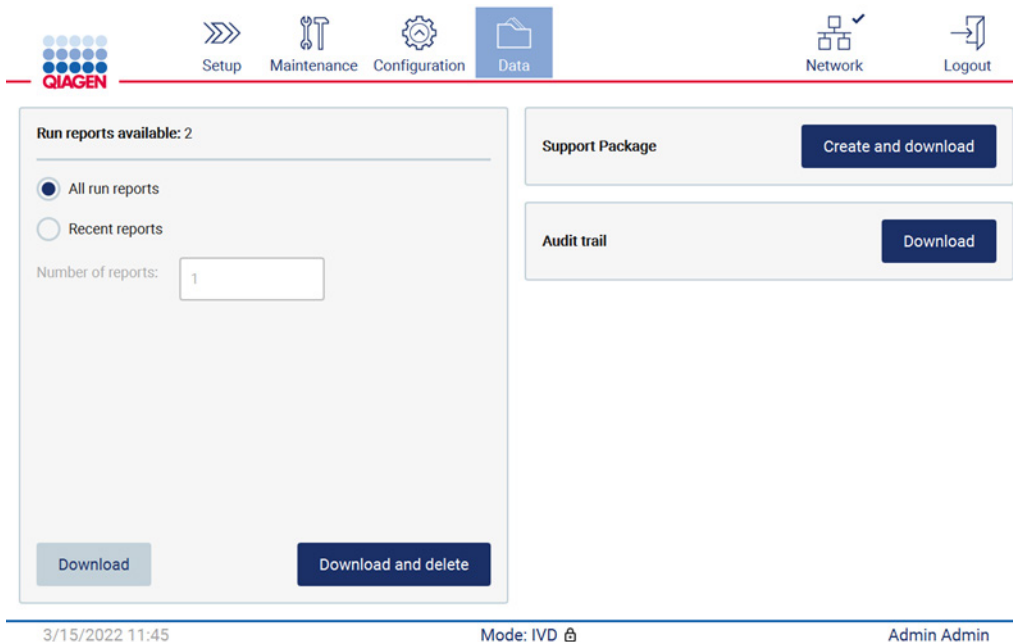 QIAGEN
Setup
Maintenance
Configuration
Data
Network
Logout
Run reports available: 2
All run reports
Recent reports
Number of reports: 1
Download
Download and delete
Support Package
Create and download
Audit trail
Download
3/15/2022 11:45
Mode: IVD
Admin Admin